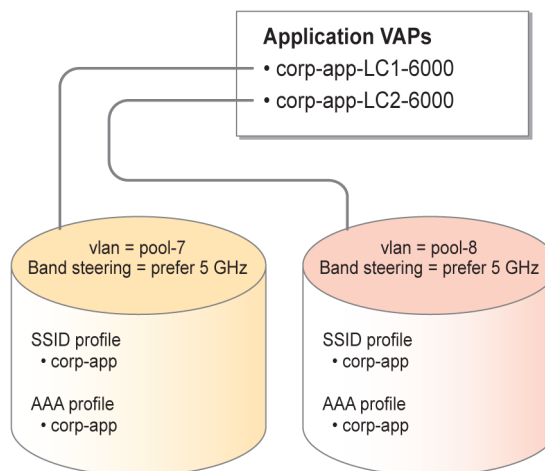 Application VAPs
• corp-app-LC1-6000
• corp-app-LC2-6000
vlan = pool-7
Band steering = prefer 5 GHz
SSID profile
• corp-app
AAA profile
• corp-app
vlan = pool-8
Band steering = prefer 5 GHz
SSID profile
• corp-app
AAA profile
• corp-app